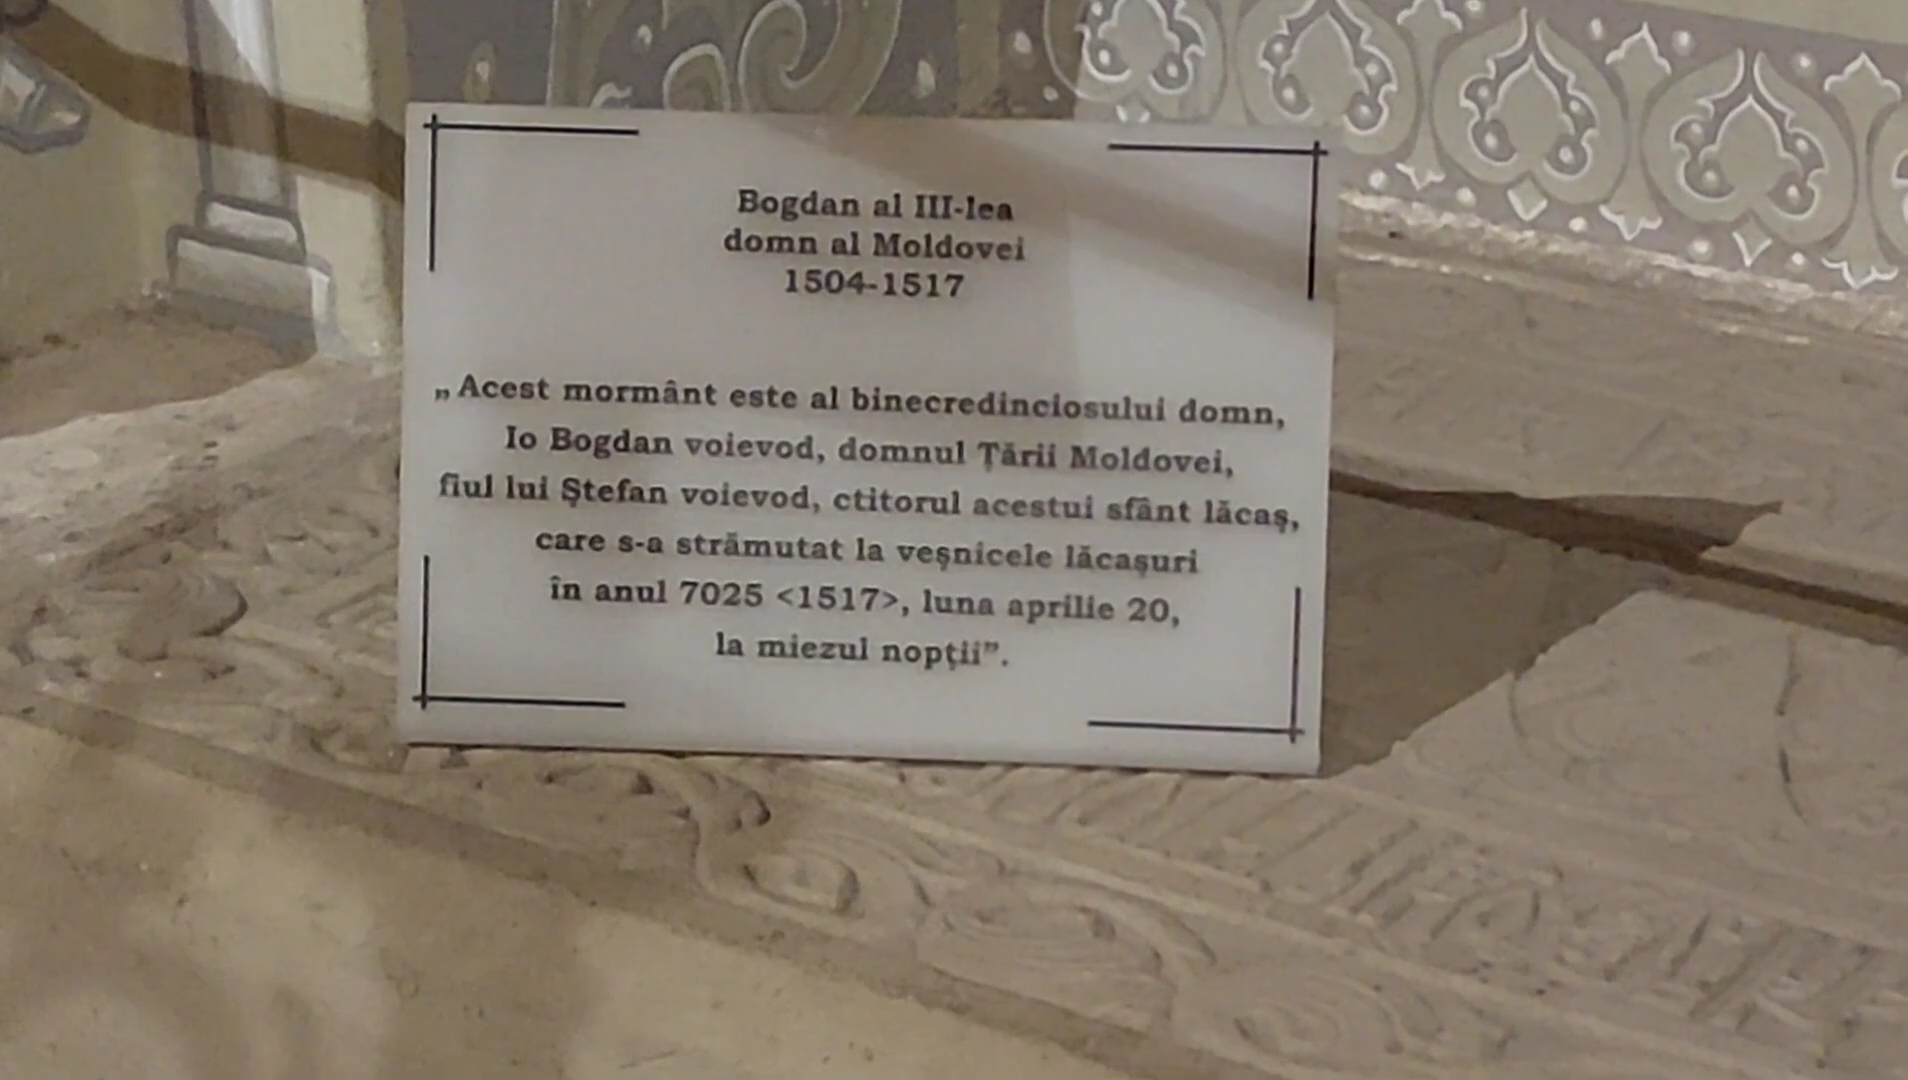 Bogdan al III-lea
domn al Moldovei
1504-1517
„Acest mormânt este al binecredinciosului domn,
Io Bogdan voievod, domnul Țării Moldovei,
fiul lui Ștefan voievod, ctitorul acestui sfânt lăcaș,
care s-a strămutat la veșnicele lăcașuri
în anul 7025 <1517>, luna aprilie 20,
la miezul nopții”.